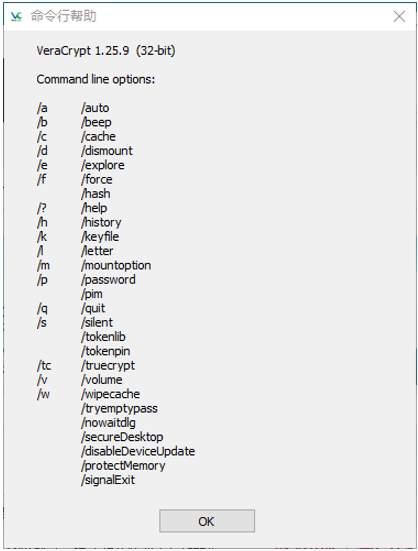 命令行帮助
VeraCrypt 1.25.9 (32-bit)
Command line options:
/a /auto
/b /beep
/c /cache
/d /dismount
/e /explore
/f /force
/hash
/? /help
/h /history
/k /keyfile
/l /letter
/m /mountoption
/p /password
/pim
/q /quit
/s /silent
/tokenlib
/tokenpin
/tc /truecrypt
/v /volume
/w /wipecache
/tryemptypass
/nowaitdlg
/secureDesktop
/disableDeviceUpdate
/protectMemory
/signalExit
OK